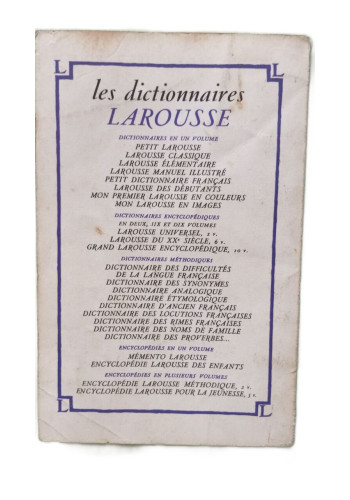 L L
les dictionnaires
LAROUSSE
DICTIONNAIRES EN UN VOLUME
PETIT LAROUSSE
LAROUSSE CLASSIQUE
LAROUSSE ÉLÉMENTAIRE
LAROUSSE MANUEL ILLUSTRÉ
PETIT DICTIONNAIRE FRANÇAIS
LAROUSSE DES DÉBUTANTS
MON PREMIER LAROUSSE EN COULEURS
MON LAROUSSE EN IMAGES
DICTIONNAIRES ENCYCLOPÉDIQUES
EN DEUX, SIX ET DIX VOLUMES
LAROUSSE UNIVERSEL, 2 v.
LAROUSSE DU XXe SIÈCLE, 6 v.
GRAND LAROUSSE ENCYCLOPÉDIQUE, 10 v.
DICTIONNAIRES MÉTHODIQUES
DICTIONNAIRE DES DIFFICULTÉS
DE LA LANGUE FRANÇAISE
DICTIONNAIRE DES SYNONYMES
DICTIONNAIRE ANALOGIQUE
DICTIONNAIRE ÉTYMOLOGIQUE
DICTIONNAIRE D'ANCIEN FRANÇAIS
DICTIONNAIRE DES LOCUTIONS FRANÇAISES
DICTIONNAIRE DES RIMES FRANÇAISES
DICTIONNAIRE DES NOMS DE FAMILLE
DICTIONNAIRE DES PROVERBES...
ENCYCLOPÉDIES EN UN VOLUME
MÉMENTO LAROUSSE
ENCYCLOPÉDIE LAROUSSE DES ENFANTS
ENCYCLOPÉDIES EN PLUSIEURS VOLUMES
ENCYCLOPÉDIE LAROUSSE MÉTHODIQUE, 2 v.
ENCYCLOPÉDIE LAROUSSE POUR LA JEUNESSE, 3 v.
L L